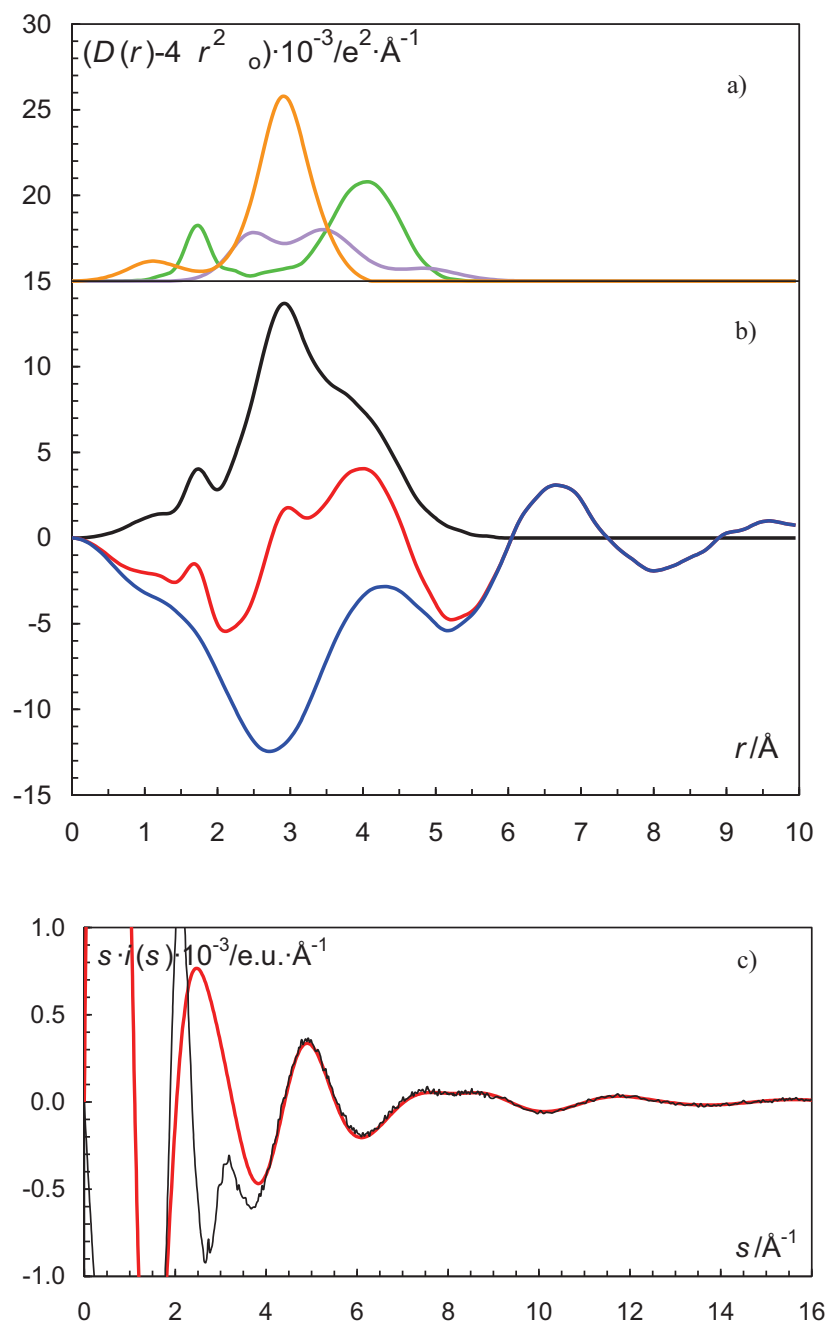 30
(D(r)-4 r² ₒ)·10⁻³/e²·Å⁻¹
a)
25
20
15
b)
10
5
0
-5
-10
r/Å
-15
0 1 2 3 4 5 6 7 8 9 10
1.0
s·i(s)·10⁻³/e.u.·Å⁻¹
c)
0.5
0.0
-0.5
s/Å⁻¹
-1.0
0 2 4 6 8 10 12 14 16